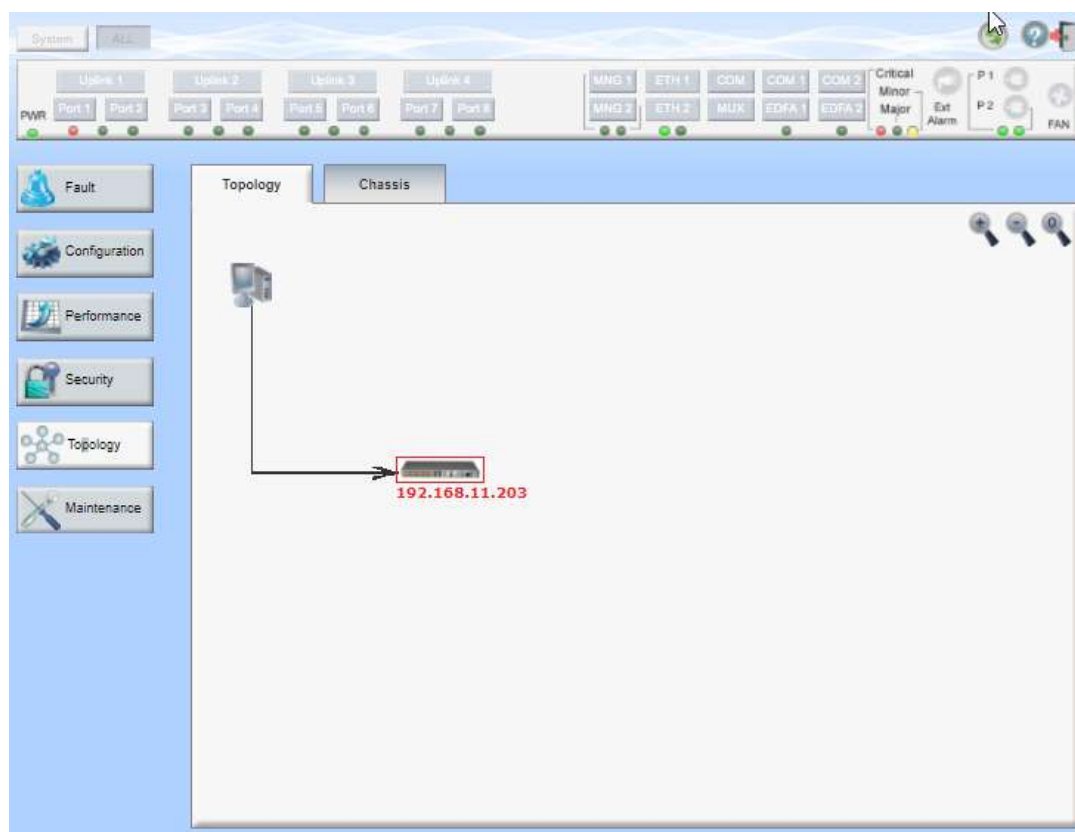 System ALL
Uplink 1 Uplink 2 Uplink 3 Uplink 4 MNG 1 ETH 1 COM COM 1 COM 2 Critical P 1
Minor
PWR Port 1 Port 2 Port 3 Port 4 Port 5 Port 6 Port 7 Port 8 MNG 2 ETH 2 MUX EDFA 1 EDFA 2 Major Ext P 2
Alarm FAN
Fault
Topology Chassis
Configuration
Performance
Security
Topology
192.168.11.203
Maintenance